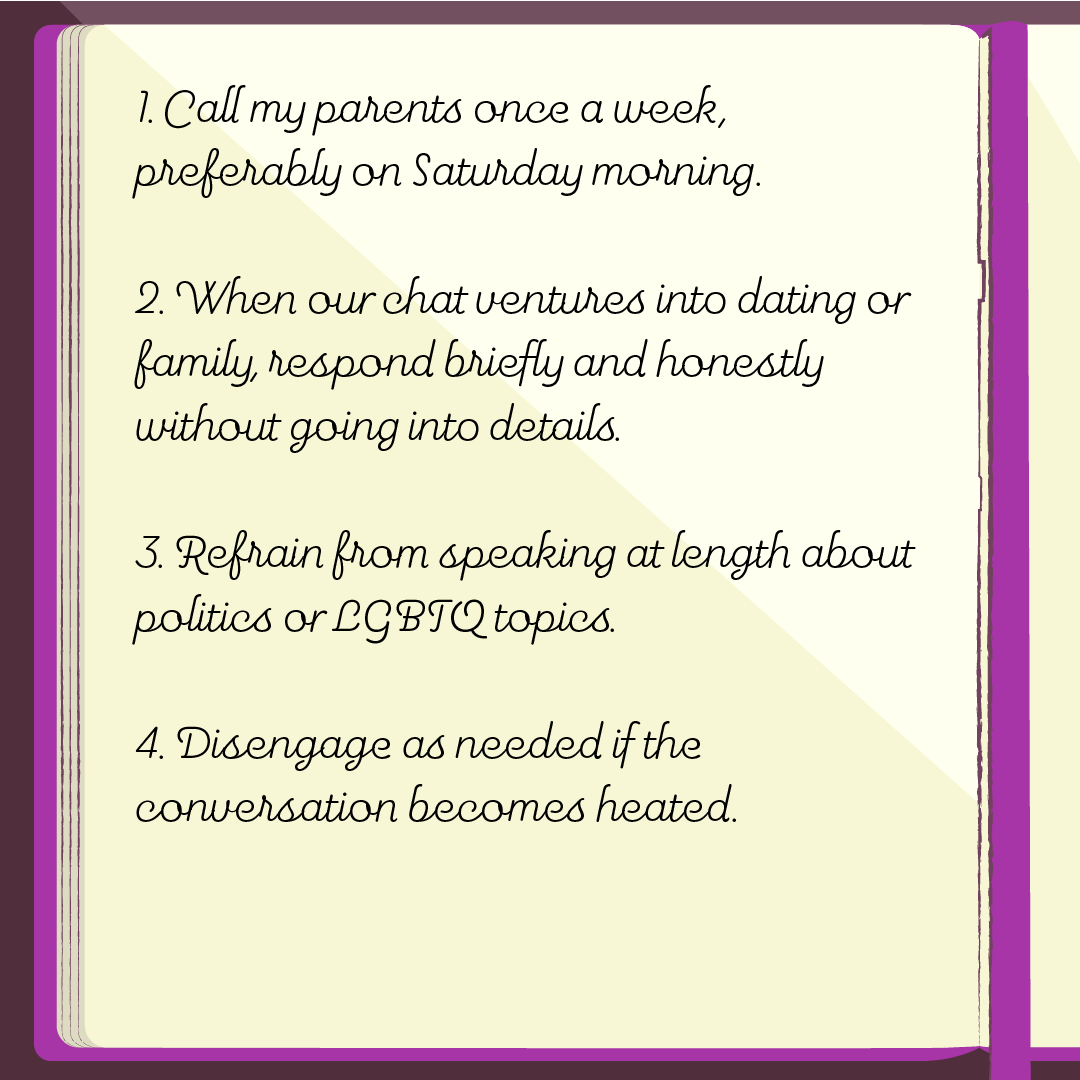 1. Call my parents once a week,
preferably on Saturday morning.
2. When our chat ventures into dating or
family, respond briefly and honestly
without going into details.
3. Refrain from speaking at length about
politics or LGBTQ topics.
4. Disengage as needed if the
conversation becomes heated.